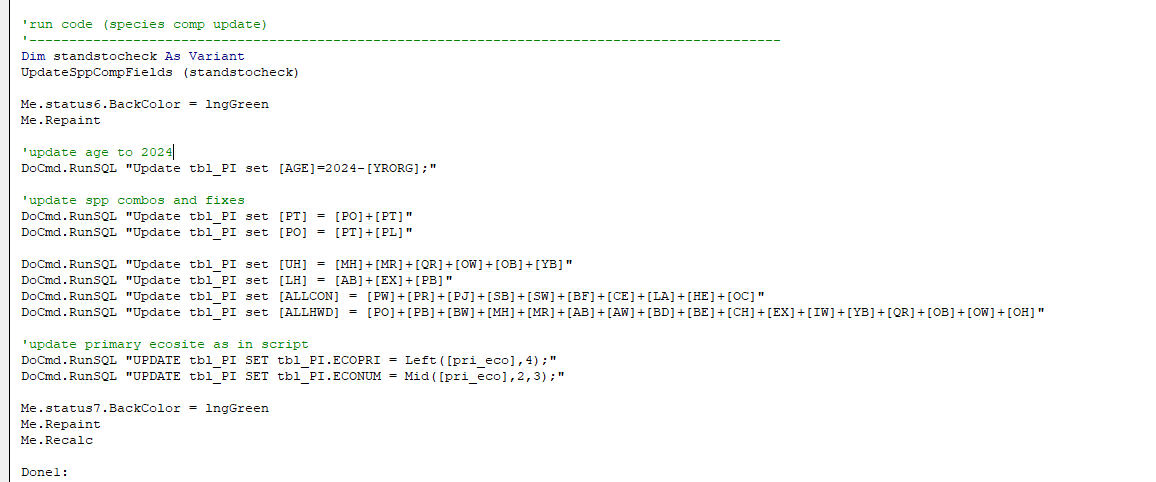 'run code (species comp update)
'----------------------------------------------------------------------------------------------
Dim standstocheck As Variant
UpdateSppCompFields (standstocheck)
Me.status6.BackColor = lngGreen
Me.Repaint
'update age to 2024
DoCmd.RunSQL "Update tbl_PI set [AGE]=2024-[YRORG];"
'update spp combos and fixes
DoCmd.RunSQL "Update tbl_PI set [PT] = [PO]+[PT]"
DoCmd.RunSQL "Update tbl_PI set [PO] = [PT]+[PL]"
DoCmd.RunSQL "Update tbl_PI set [UH] = [MH]+[MR]+[QR]+[OW]+[OB]+[YB]"
DoCmd.RunSQL "Update tbl_PI set [LH] = [AB]+[EX]+[PB]"
DoCmd.RunSQL "Update tbl_PI set [ALLCON] = [PW]+[PR]+[PJ]+[SB]+[SW]+[BF]+[CE]+[LA]+[HE]+[OC]"
DoCmd.RunSQL "Update tbl_PI set [ALLHWD] = [PO]+[PB]+[BW]+[MH]+[MR]+[AB]+[AW]+[BD]+[BE]+[CH]+[EX]+[IW]+[YB]+[QR]+[OB]+[OW]+[OH]"
'update primary ecosite as in script
DoCmd.RunSQL "UPDATE tbl_PI SET tbl_PI.ECOPRI = Left([pri_eco],4);"
DoCmd.RunSQL "UPDATE tbl_PI SET tbl_PI.ECONUM = Mid([pri_eco],2,3);"
Me.status7.BackColor = lngGreen
Me.Repaint
Me.Recalc
Done1: